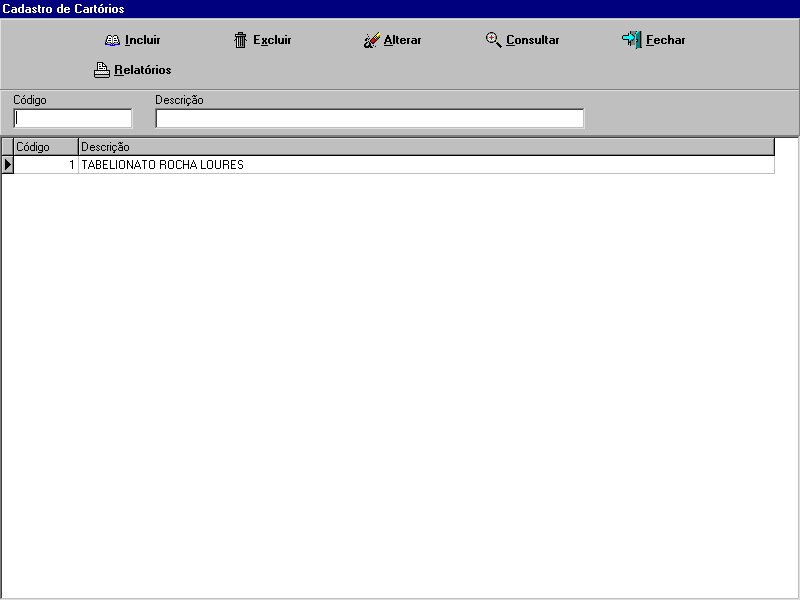 Cadastro de Cartórios
Incluir Excluir Alterar Consultar Fechar
Relatórios
Código Descrição
Código Descrição
1 TABELIONATO ROCHA LOURES